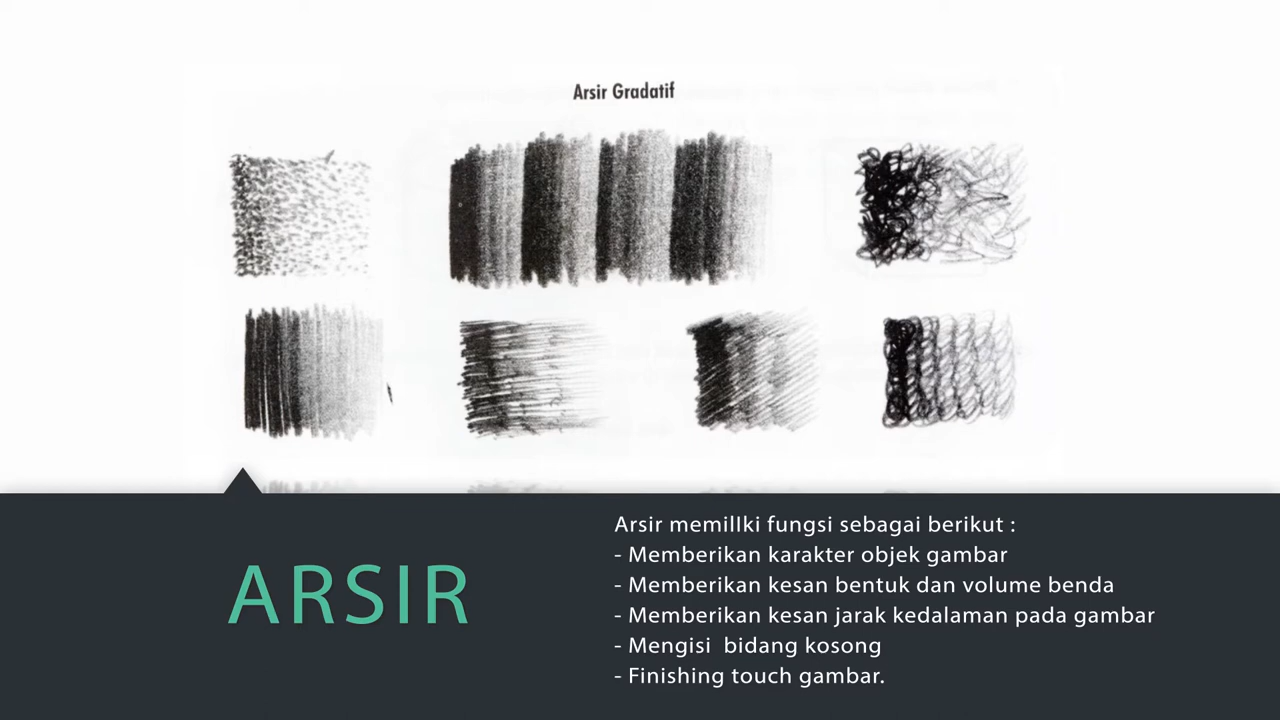 Arsir Gradatif
ARSIR
Arsir memilIki fungsi sebagai berikut :
- Memberikan karakter objek gambar
- Memberikan kesan bentuk dan volume benda
- Memberikan kesan jarak kedalaman pada gambar
- Mengisi  bidang kosong
- Finishing touch gambar.